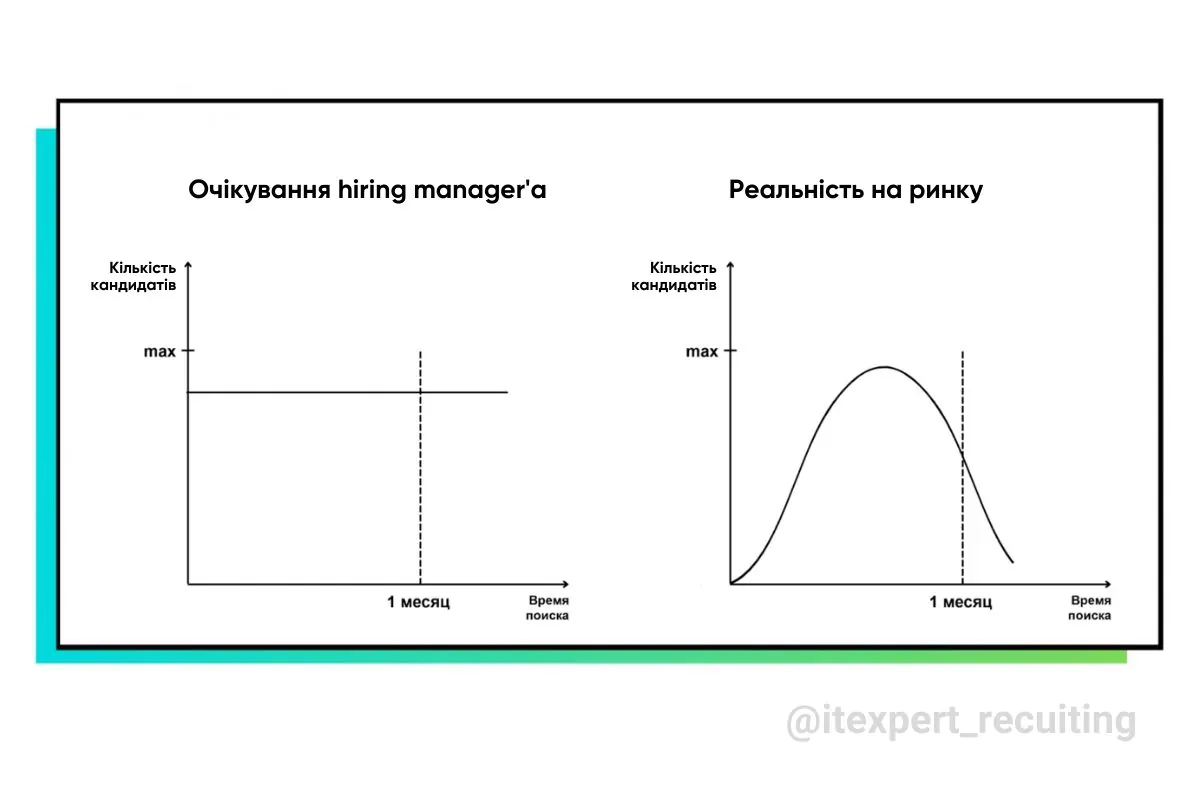 Очікування hiring manager'a
Кількість
кандидатів
max
1 месяц
Время
поиска
Реальність на ринку
Кількість
кандидатів
max
1 месяц
Время
поиска
@itexpert_recuiting